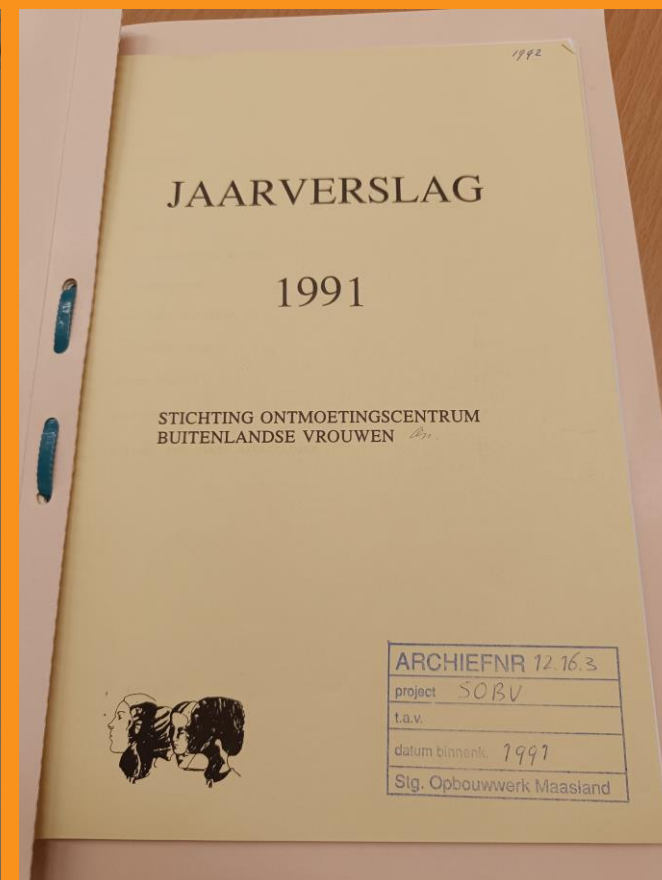 1992
JAARVERSLAG
1991
STICHTING ONTMOETINGSCENTRUM
BUITENLANDSE VROUWEN
ARCHIEFNR 12.16.3
project SOBV
t.a.v.
datum binnenk. 1991
Stg. Opbouwwerk Maasland